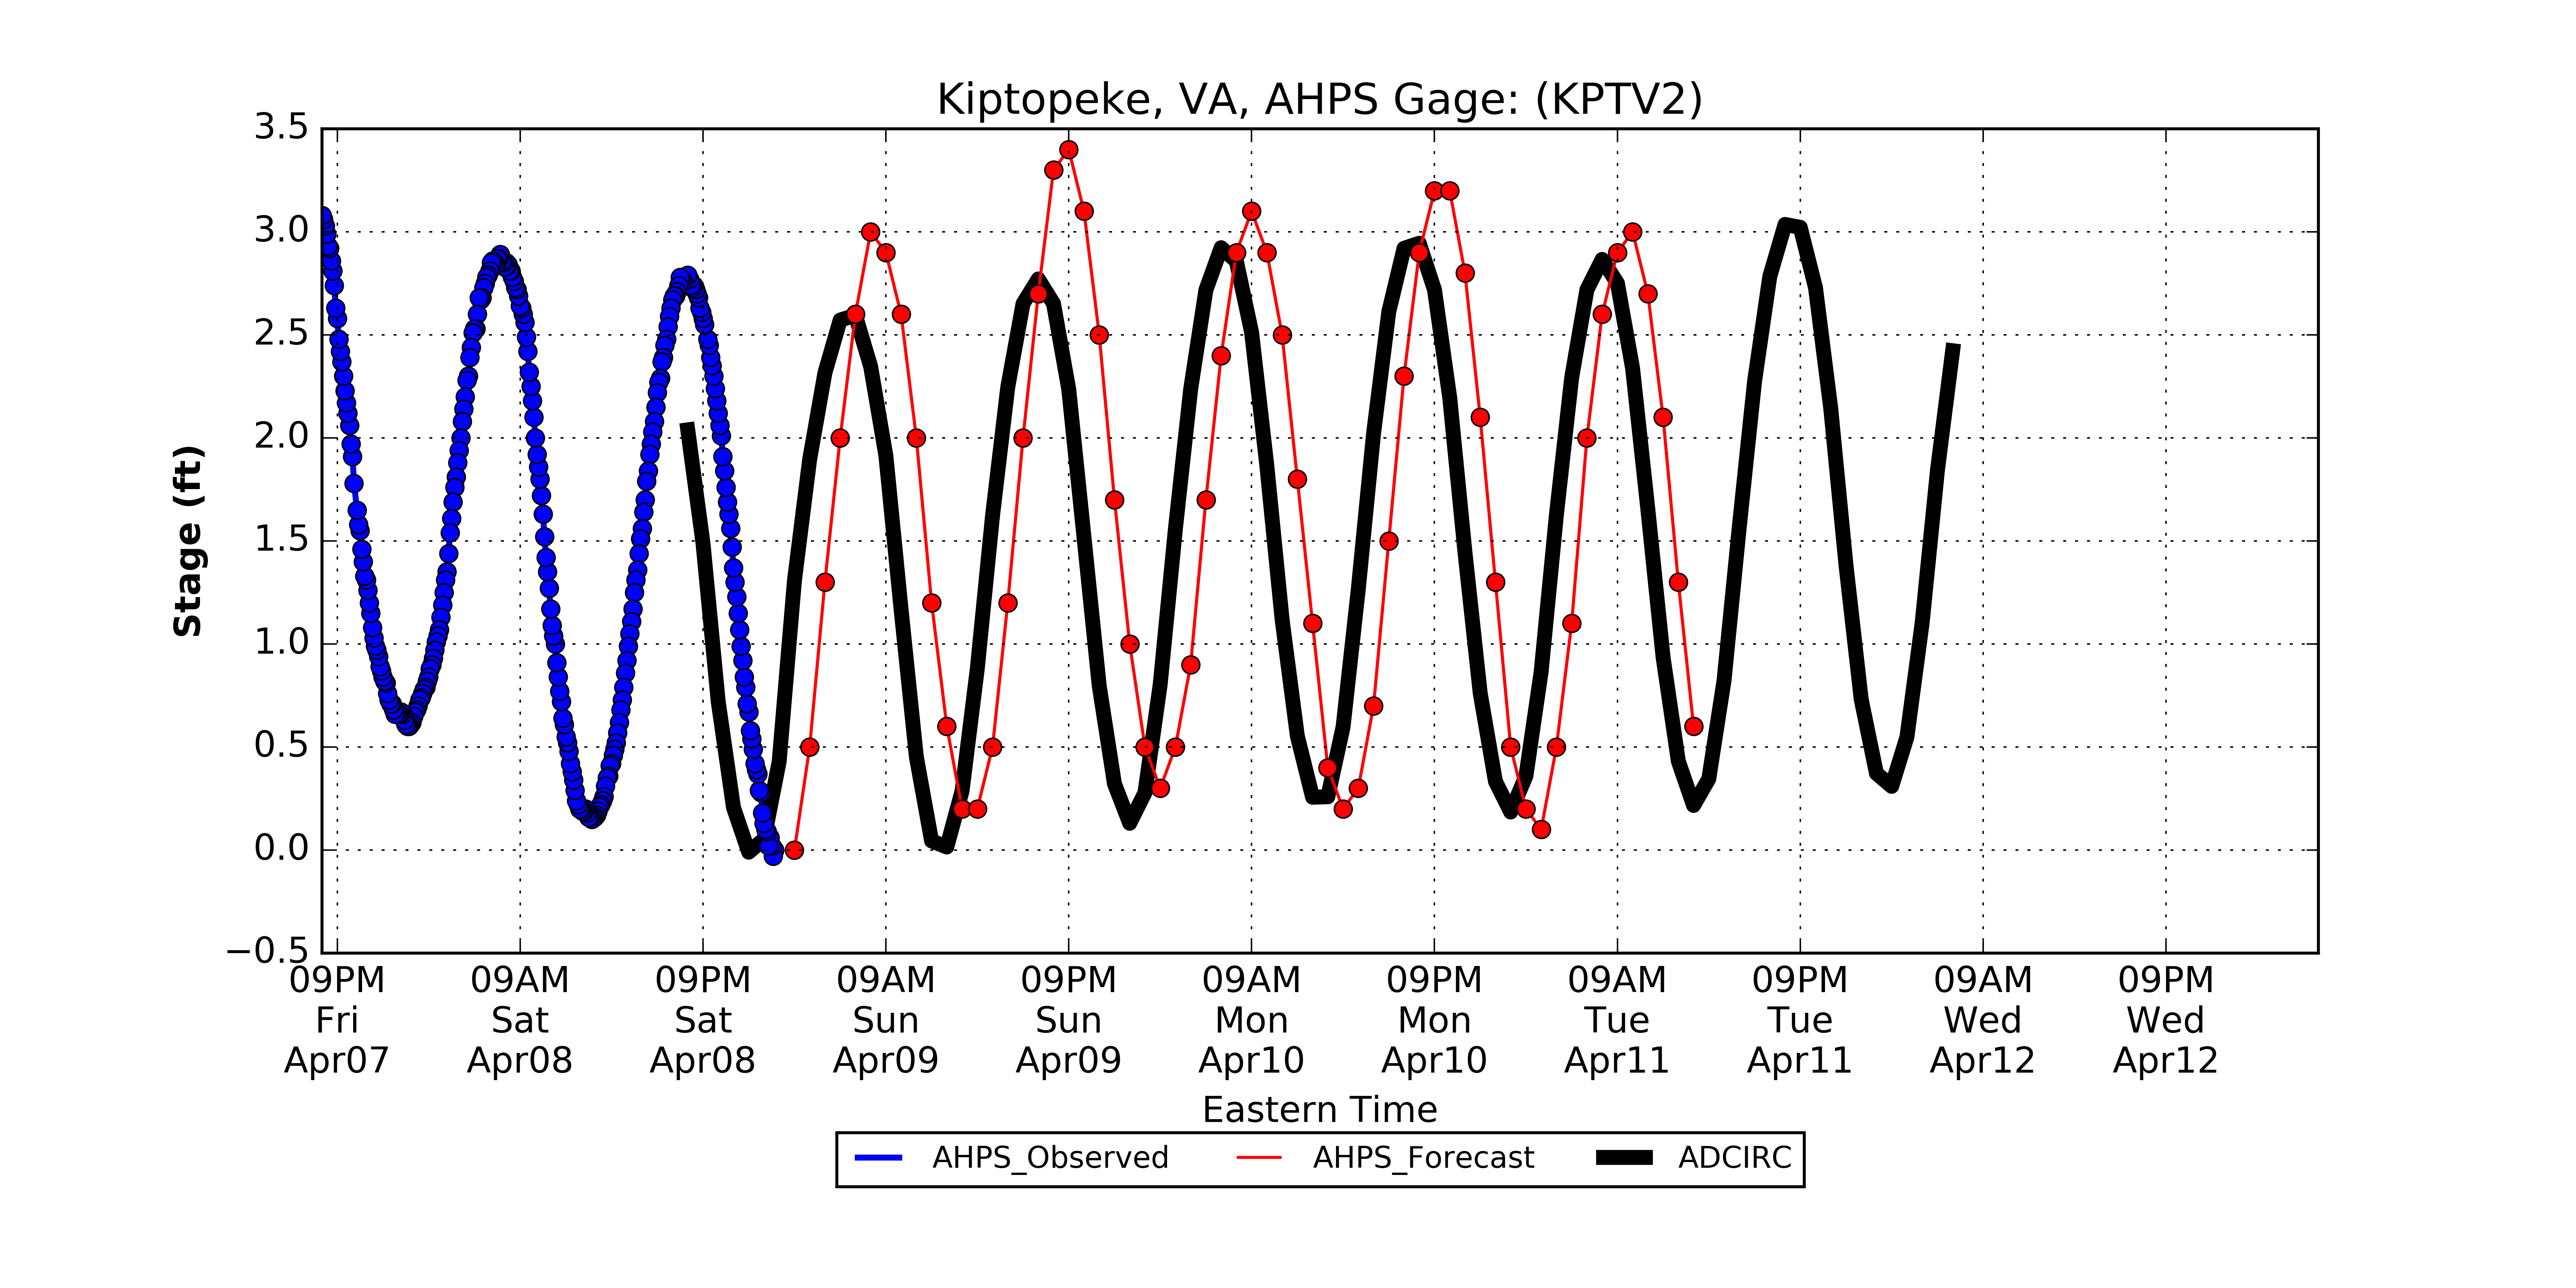 Kiptopeke, VA, AHPS Gage: (KPTV2)
3.5
3.0
2.5
2.0
1.5
1.0
0.5
0.0
−0.5
Stage (ft)
09PM 09AM 09PM 09AM 09PM 09AM 09PM 09AM 09PM 09AM 09PM
Fri Sat Sat Sun Sun Mon Mon Tue Tue Wed Wed
Apr07 Apr08 Apr08 Apr09 Apr09 Apr10 Apr10 Apr11 Apr11 Apr12 Apr12
Eastern Time
AHPS_Observed AHPS_Forecast ADCIRC